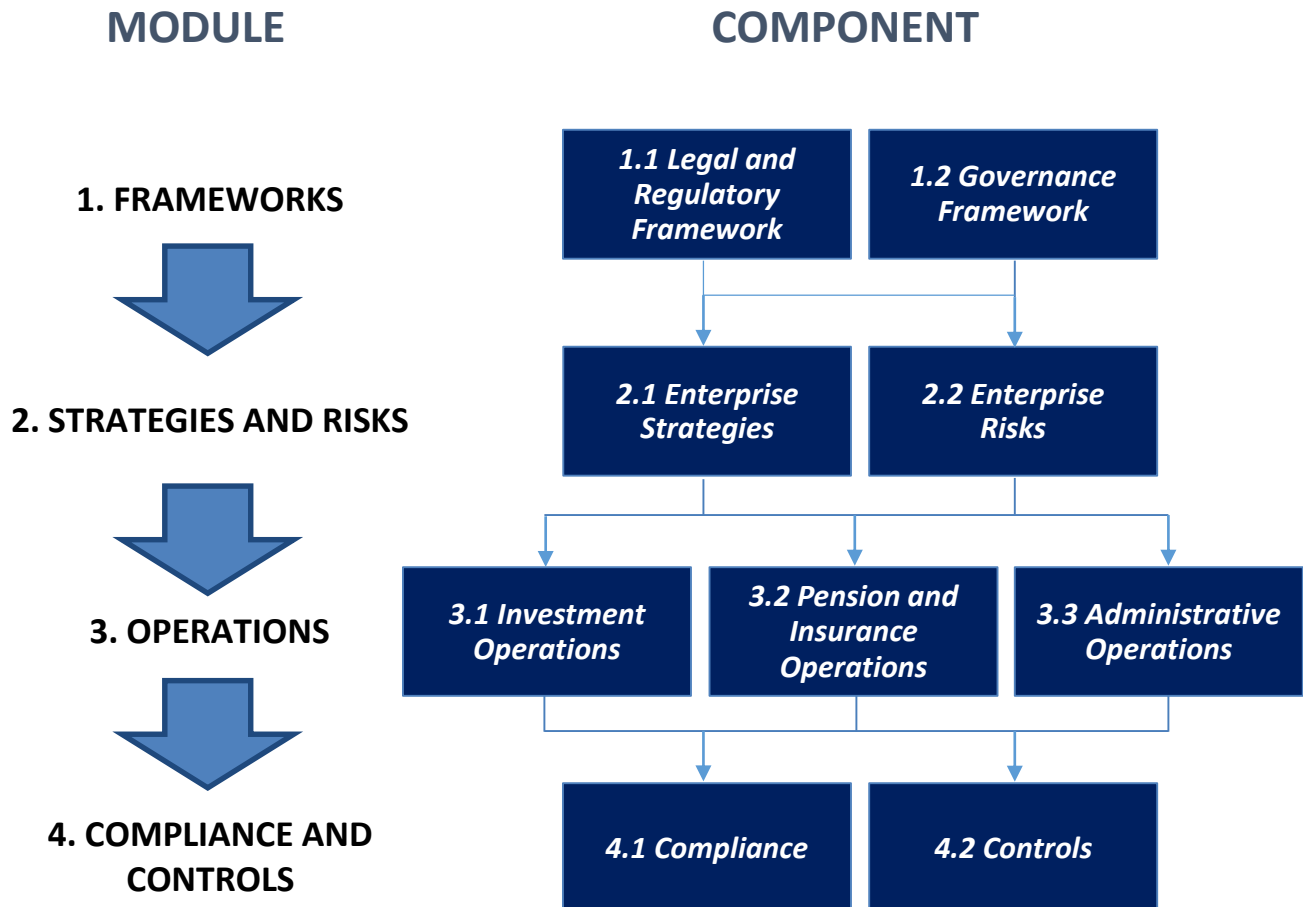 MODULE
COMPONENT
1. FRAMEWORKS
1.1 Legal and
Regulatory
Framework
1.2 Governance
Framework
2. STRATEGIES AND RISKS
2.1 Enterprise
Strategies
2.2 Enterprise
Risks
3. OPERATIONS
3.1 Investment
Operations
3.2 Pension and
Insurance
Operations
3.3 Administrative
Operations
4. COMPLIANCE AND
CONTROLS
4.1 Compliance
4.2 Controls